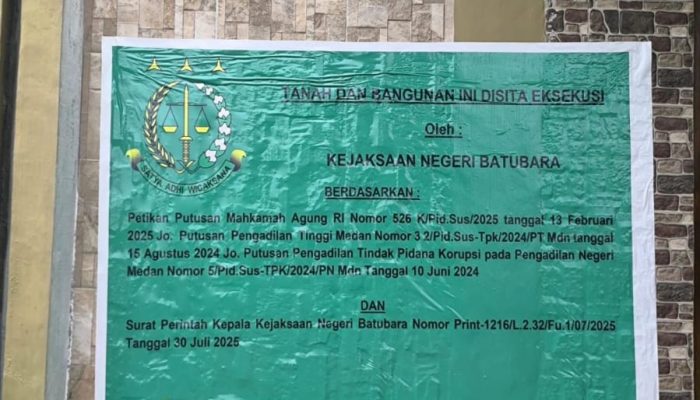 TANAH DAN BANGUNAN INI DISITA EKSEKUSI
Oleh :
KEJAKSAAN NEGERI BATUBARA
BERDASARKAN :
SATYA ADHI WICAKSANA
Petikan Putusan Mahkamah Agung RI Nomor 526 K/Pid.Sus/2025 tanggal 13 Februari
2025 Jo. Putusan Pengadilan Tinggi Medan Nomor 32/Pid.Sus-Tpk/2024/PT Mdn tanggal
15 Agustus 2024 Jo. Putusan Pengadilan Tindak Pidana Korupsi pada Pengadilan Negeri
Medan Nomor 5/Pid.Sus-TPK/2024/PN Mdn Tanggal 10 Juni 2024
DAN
Surat Perintah Kepala Kejaksaan Negeri Batubara Nomor Print-1216/L.2.32/Fu.1/07/2025
Tanggal 30 Juli 2025